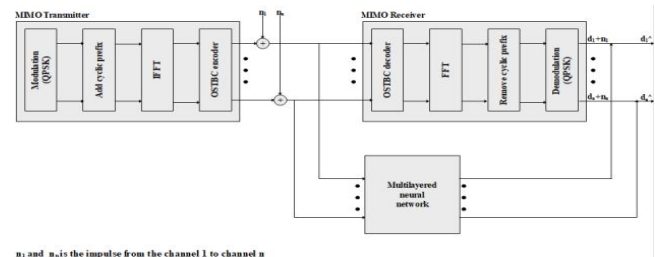 MIMO Transmitter
n₁
nₙ
MIMO Receiver
Modulation
(QPSK)
Add cyclic prefix
IFFT
OSTBC encoder
OSTBC decoder
FFT
Remove cyclic prefix
Demodulation
(QPSK)
d₁+n₁
d₁^
dₙ+nₙ
dₙ^
Multilayered
neural
network
n₁ and nₙ is the impulse from the channel 1 to channel n